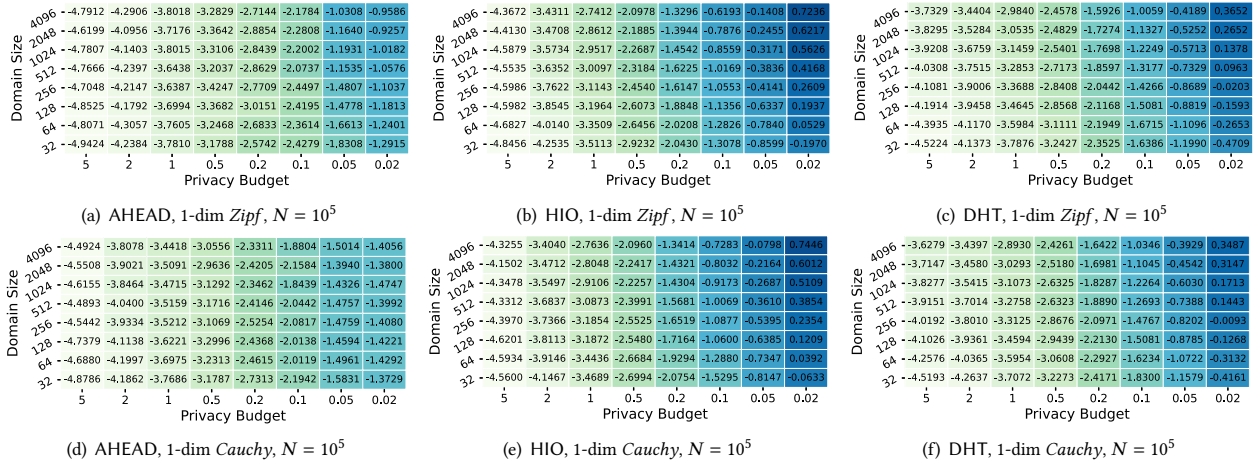 Domain Size
4096 -4.7912 -4.2906 -3.8018 -3.2829 -2.7144 -2.1784 -1.0308 -0.9586
2048 -4.6199 -4.0956 -3.7176 -3.3642 -2.8854 -2.2808 -1.1640 -0.9257
1024 -4.7807 -4.1403 -3.8015 -3.3106 -2.8439 -2.2002 -1.1931 -1.0182
512 -4.7666 -4.2397 -3.6438 -3.2037 -2.8629 -2.0737 -1.1535 -1.0576
256 -4.7048 -4.2147 -3.6387 -3.4247 -2.7709 -2.4497 -1.4807 -1.1037
128 -4.8525 -4.1792 -3.6994 -3.3682 -3.0151 -2.4195 -1.4778 -1.1813
64 -4.8071 -4.3057 -3.7605 -3.2468 -2.6833 -2.3614 -1.6613 -1.2401
32 -4.9424 -4.2384 -3.7810 -3.1788 -2.5742 -2.4279 -1.8308 -1.2915
5 2 1 0.5 0.2 0.1 0.05 0.02
Privacy Budget
(a) AHEAD, 1-dim Zipf, N = 10⁵
Domain Size
4096 -4.3672 -3.4311 -2.7412 -2.0978 -1.3296 -0.6193 -0.1408 0.7236
2048 -4.4130 -3.4708 -2.8612 -2.1885 -1.3944 -0.7876 -0.2455 0.6217
1024 -4.5879 -3.5734 -2.9517 -2.2687 -1.4542 -0.8559 -0.3171 0.5626
512 -4.5535 -3.6352 -3.0097 -2.3184 -1.6225 -1.0169 -0.3836 0.4168
256 -4.5986 -3.7622 -3.1143 -2.4540 -1.6147 -1.0553 -0.4141 0.2609
128 -4.5982 -3.8545 -3.1964 -2.6073 -1.8848 -1.1356 -0.6337 0.1937
64 -4.6827 -4.0140 -3.3509 -2.6456 -2.0208 -1.2826 -0.7840 0.0529
32 -4.8456 -4.2535 -3.5113 -2.9232 -2.0430 -1.3078 -0.8599 -0.1970
5 2 1 0.5 0.2 0.1 0.05 0.02
Privacy Budget
(b) HIO, 1-dim Zipf, N = 10⁵
Domain Size
4096 -3.7329 -3.4404 -2.9840 -2.4578 -1.5926 -1.0059 -0.4189 0.3652
2048 -3.8295 -3.5284 -3.0535 -2.4829 -1.7274 -1.1327 -0.5252 0.2652
1024 -3.9208 -3.6753 -3.1459 -2.5401 -1.7698 -1.2249 -0.5713 0.1378
512 -4.0308 -3.7515 -3.2853 -2.7173 -1.8597 -1.3177 -0.7329 0.0963
256 -4.1081 -3.9006 -3.3688 -2.8408 -2.0442 -1.4266 -0.8689 -0.0203
128 -4.1914 -3.9458 -3.4645 -2.8568 -2.1168 -1.5081 -0.8819 -0.1593
64 -4.3935 -4.1170 -3.5984 -3.1111 -2.1949 -1.6715 -1.1096 -0.2653
32 -4.5224 -4.1373 -3.7876 -3.2427 -2.3525 -1.6386 -1.1990 -0.4709
5 2 1 0.5 0.2 0.1 0.05 0.02
Privacy Budget
(c) DHT, 1-dim Zipf, N = 10⁵
Domain Size
4096 -4.4924 -3.8078 -3.4418 -3.0556 -2.3311 -1.8804 -1.5014 -1.4056
2048 -4.5508 -3.9021 -3.5091 -2.9636 -2.4205 -2.1584 -1.3940 -1.3800
1024 -4.6155 -3.8464 -3.4715 -3.1292 -2.3462 -1.8439 -1.4326 -1.4747
512 -4.4893 -4.0400 -3.5159 -3.1716 -2.4146 -2.0442 -1.4757 -1.3992
256 -4.5442 -3.9334 -3.5212 -3.1069 -2.5254 -2.0817 -1.4759 -1.4080
128 -4.7379 -4.1138 -3.6221 -3.2996 -2.4368 -2.0138 -1.4594 -1.4221
64 -4.6880 -4.1997 -3.6975 -3.2313 -2.4615 -2.0119 -1.4961 -1.4292
32 -4.8786 -4.1862 -3.7686 -3.1787 -2.7313 -2.1942 -1.5831 -1.3729
5 2 1 0.5 0.2 0.1 0.05 0.02
Privacy Budget
(d) AHEAD, 1-dim Cauchy, N = 10⁵
Domain Size
4096 -4.3255 -3.4040 -2.7636 -2.0960 -1.3414 -0.7283 -0.0798 0.7446
2048 -4.1502 -3.4712 -2.8048 -2.2417 -1.4321 -0.8032 -0.2164 0.6012
1024 -4.3478 -3.5497 -2.9106 -2.2257 -1.4304 -0.9173 -0.2687 0.5109
512 -4.3312 -3.6837 -3.0873 -2.3991 -1.5681 -1.0069 -0.3610 0.3854
256 -4.3970 -3.7366 -3.1854 -2.5525 -1.6519 -1.0877 -0.5395 0.2354
128 -4.6201 -3.8113 -3.1872 -2.5480 -1.7164 -1.0600 -0.6385 0.1209
64 -4.5934 -3.9146 -3.4436 -2.6684 -1.9294 -1.2880 -0.7347 0.0392
32 -4.5600 -4.1467 -3.4689 -2.6994 -2.0754 -1.5295 -0.8147 -0.0633
5 2 1 0.5 0.2 0.1 0.05 0.02
Privacy Budget
(e) HIO, 1-dim Cauchy, N = 10⁵
Domain Size
4096 -3.6279 -3.4397 -2.8930 -2.4261 -1.6422 -1.0346 -0.3929 0.3487
2048 -3.7147 -3.4580 -3.0293 -2.5180 -1.6981 -1.1045 -0.4542 0.3147
1024 -3.8277 -3.5415 -3.1073 -2.6325 -1.8287 -1.2264 -0.6030 0.1713
512 -3.9151 -3.7014 -3.2758 -2.6323 -1.8890 -1.2693 -0.7388 0.1443
256 -4.0192 -3.8010 -3.3125 -2.8676 -2.0971 -1.4767 -0.8202 -0.0093
128 -4.1026 -3.9361 -3.4594 -2.9439 -2.2130 -1.5081 -0.8785 -0.1268
64 -4.2576 -4.0365 -3.5954 -3.0608 -2.2927 -1.6234 -1.0722 -0.3132
32 -4.5193 -4.2637 -3.7072 -3.2273 -2.4171 -1.8300 -1.1579 -0.4161
5 2 1 0.5 0.2 0.1 0.05 0.02
Privacy Budget
(f) DHT, 1-dim Cauchy, N = 10⁵